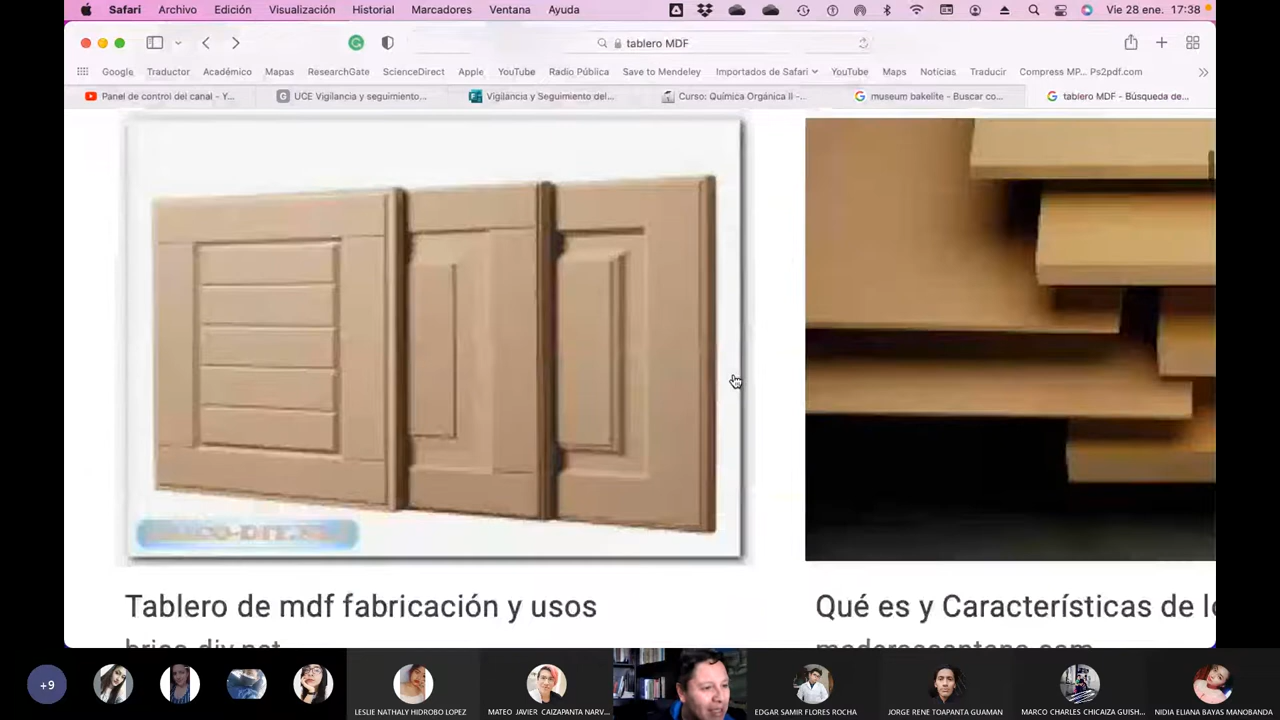 Safari Archivo Edición Visualización Historial Marcadores Ventana Ayuda Vie 28 ene. 17:38
tablero MDF
Google Traductor Académico Mapas ResearchGate ScienceDirect Apple YouTube Radio Pública Save to Mendeley Importados de Safari YouTube Maps Noticias Traducir Compress MP... Ps2pdf.com
Panel de control del canal - Y... UCE Vigilancia y seguimiento... Vigilancia y Seguimiento del... Curso: Química Orgánica II -... museum bakelite - Buscar co... tablero MDF - Búsqueda de...
Tablero de mdf fabricación y usos
Qué es y Características de l
+9
LESLIE NATHALY HIDROBO LOPEZ
MATEO JAVIER CAIZAPANTA NARV...
EDGAR SAMIR FLORES ROCHA
JORGE RENE TOAPANTA GUAMAN
MARCO CHARLES CHICAIZA GUISH...
NIDIA ELIANA BAYAS MANOBANDA